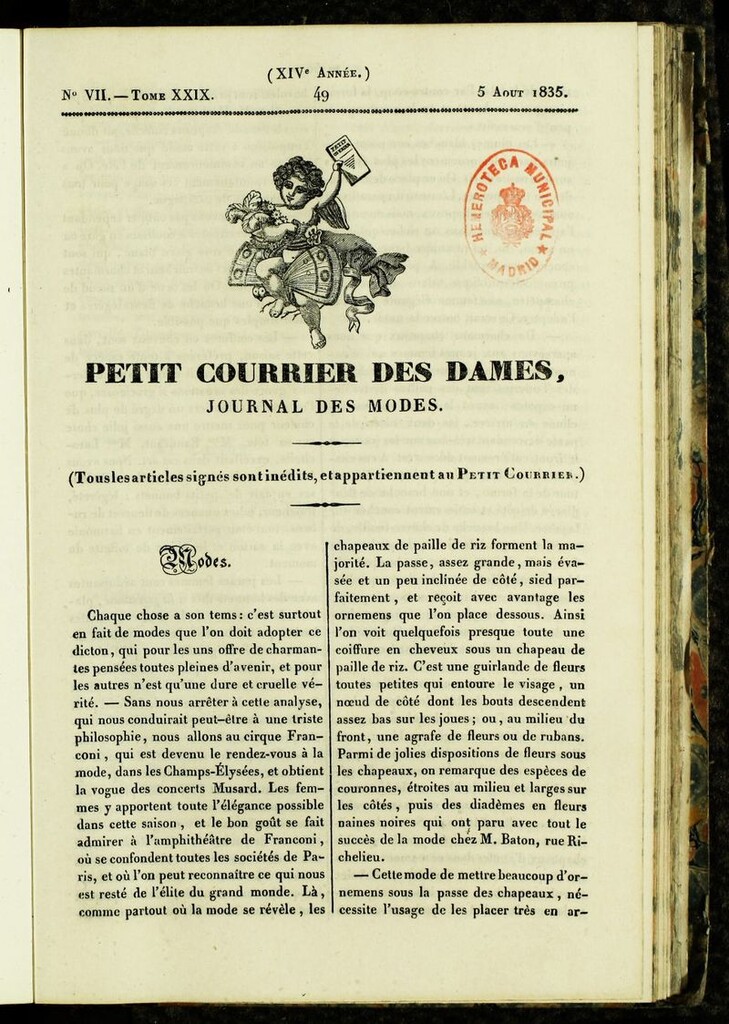 (XIVe Année.)
No VII. — Tome XXIX.
49
5 Aout 1835.
HEMEROTECA MUNICIPAL
★ MADRID ★
PETIT COURRIER DES DAMES,
JOURNAL DES MODES.
(Tous les articles signés sont inédits, et appartiennent au Petit Courrier.)
Modes.
Chaque chose a son tems : c'est surtout
en fait de modes que l'on doit adopter ce
dicton, qui pour les uns offre de charman-
tes pensées toutes pleines d'avenir, et pour
les autres n'est qu'une dure et cruelle vé-
rité. — Sans nous arrêter à cette analyse,
qui nous conduirait peut-être à une triste
philosophie, nous allons au cirque Fran-
coni, qui est devenu le rendez-vous à la
mode, dans les Champs-Élysées, et obtient
la vogue des concerts Musard. Les fem-
mes y apportent toute l'élégance possible
dans cette saison, et le bon goût se fait
admirer à l'amphithéâtre de Franconi,
où se confondent toutes les sociétés de Pa-
ris, et où l'on peut reconnaître ce qui nous
est resté de l'élite du grand monde. Là,
comme partout où la mode se révèle, les
chapeaux de paille de riz forment la ma-
jorité. La passe, assez grande, mais éva-
sée et un peu inclinée de côté, sied par-
faitement, et reçoit avec avantage les
ornemens que l'on place dessous. Ainsi
l'on voit quelquefois presque toute une
coiffure en cheveux sous un chapeau de
paille de riz. C'est une guirlande de fleurs
toutes petites qui entoure le visage, un
nœud de côté dont les bouts descendent
assez bas sur les joues ; ou, au milieu du
front, une agrafe de fleurs ou de rubans.
Parmi de jolies dispositions de fleurs sous
les chapeaux, on remarque des espèces de
couronnes, étroites au milieu et larges sur
les côtés, puis des diadèmes en fleurs
naines noires qui ont paru avec tout le
succès de la mode chez M. Baton, rue Ri-
chelieu.
— Cette mode de mettre beaucoup d'or-
nemens sous la passe des chapeaux, né-
cessite l'usage de les placer très en ar-